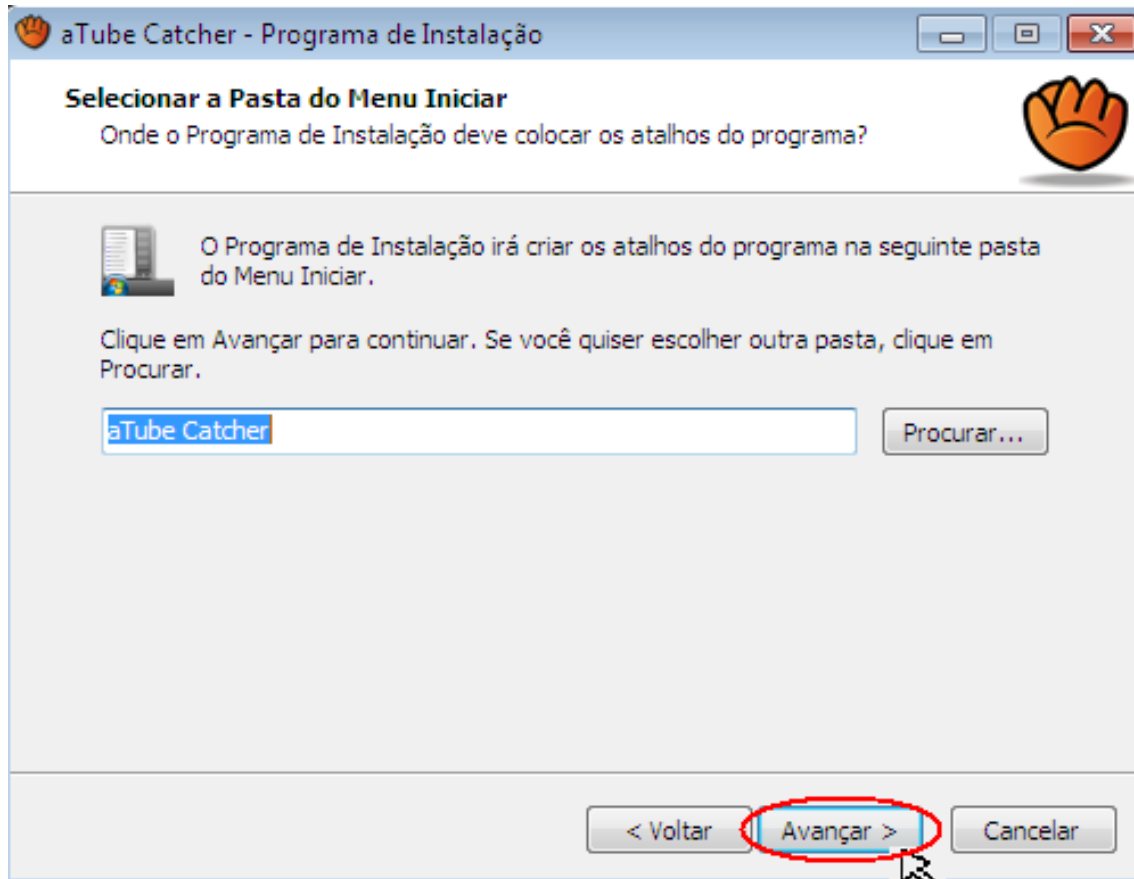 aTube Catcher - Programa de Instalação
Selecionar a Pasta do Menu Iniciar
Onde o Programa de Instalação deve colocar os atalhos do programa?
O Programa de Instalação irá criar os atalhos do programa na seguinte pasta
do Menu Iniciar.
Clique em Avançar para continuar. Se você quiser escolher outra pasta, clique em
Procurar.
aTube Catcher
Procurar...
< Voltar
Avançar >
Cancelar